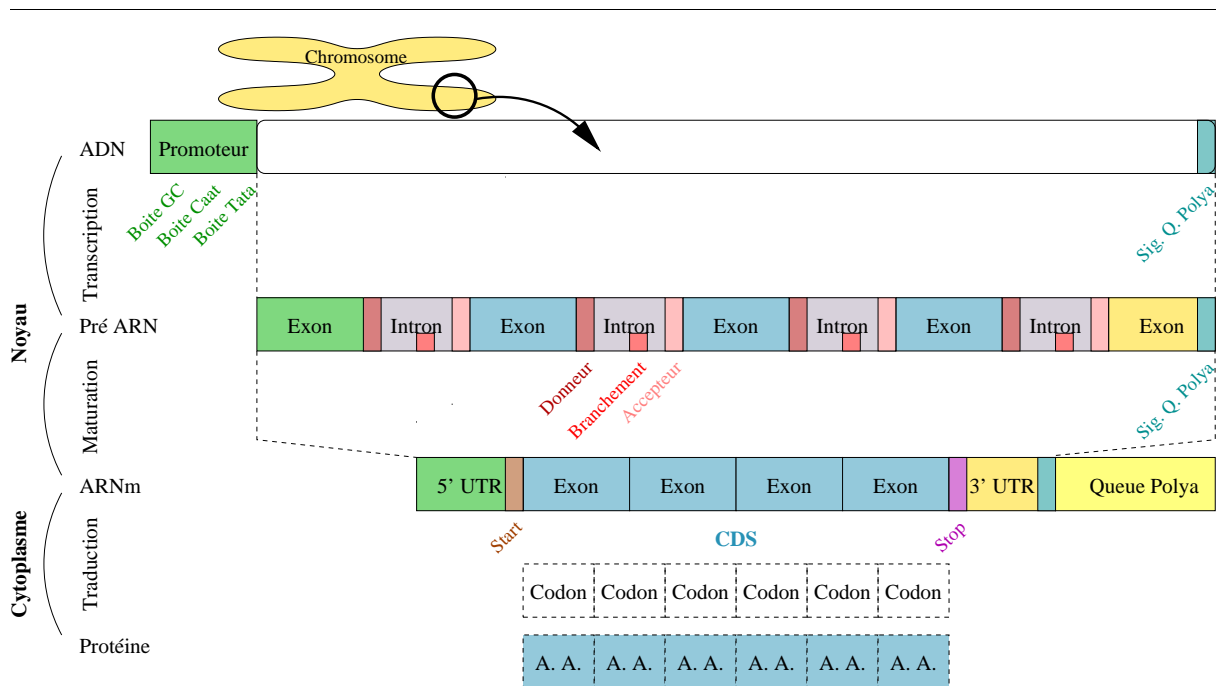 Chromosome
ADN
Promoteur
Boite GC
Boite Caat
Boite Tata
Sig. Q. Polya
Transcription
Noyau
Pré ARN
Exon Intron Exon Intron Exon Intron Exon Intron Exon
Donneur
Branchement
Accepteur
Sig. Q. Polya
Maturation
ARNm
5' UTR Exon Exon Exon Exon 3' UTR Queue Polya
Start
CDS
Stop
Cytoplasme
Traduction
Codon Codon Codon Codon Codon Codon
Protéine
A. A. A. A. A. A. A. A. A. A. A. A.